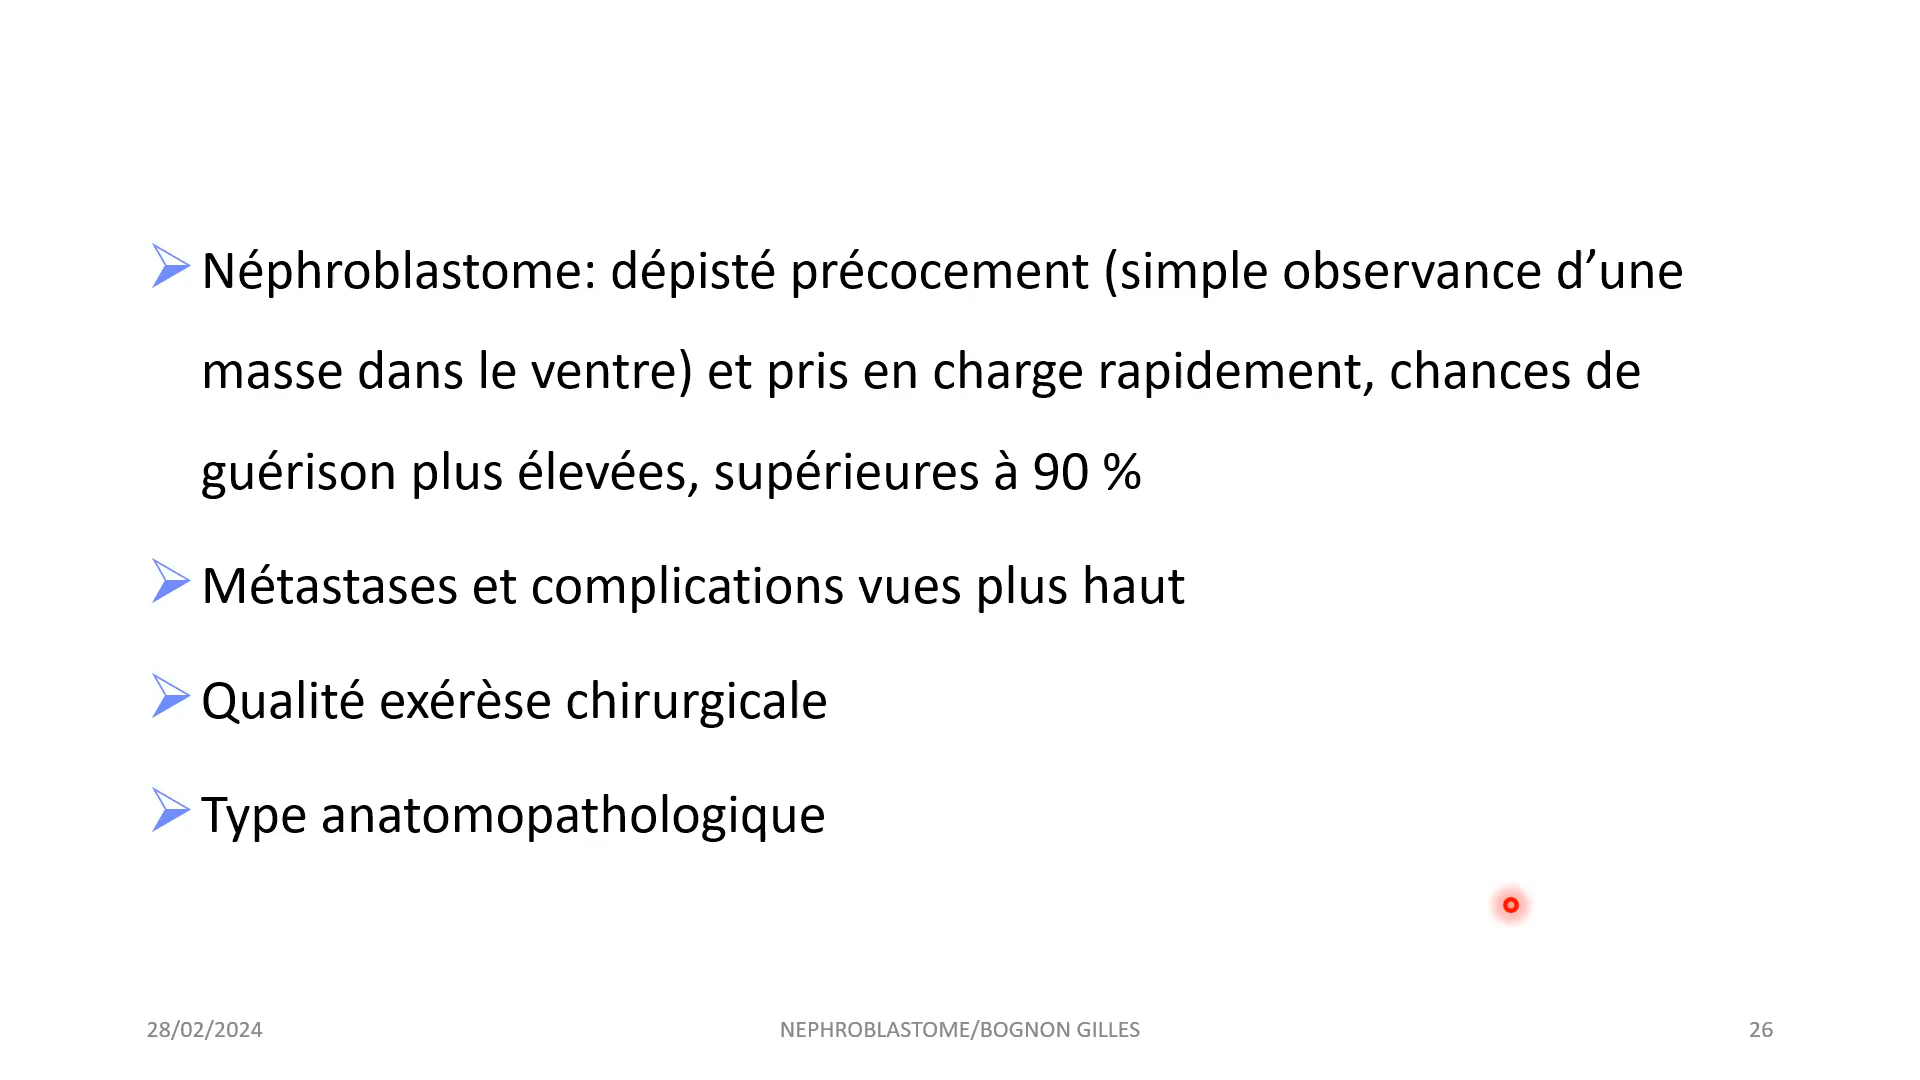 Néphroblastome: dépisté précocement (simple observance d’une
masse dans le ventre) et pris en charge rapidement, chances de
guérison plus élevées, supérieures à 90 %
Métastases et complications vues plus haut
Qualité exérèse chirurgicale
Type anatomopathologique
28/02/2024
NEPHROBLASTOME/BOGNON GILLES
26